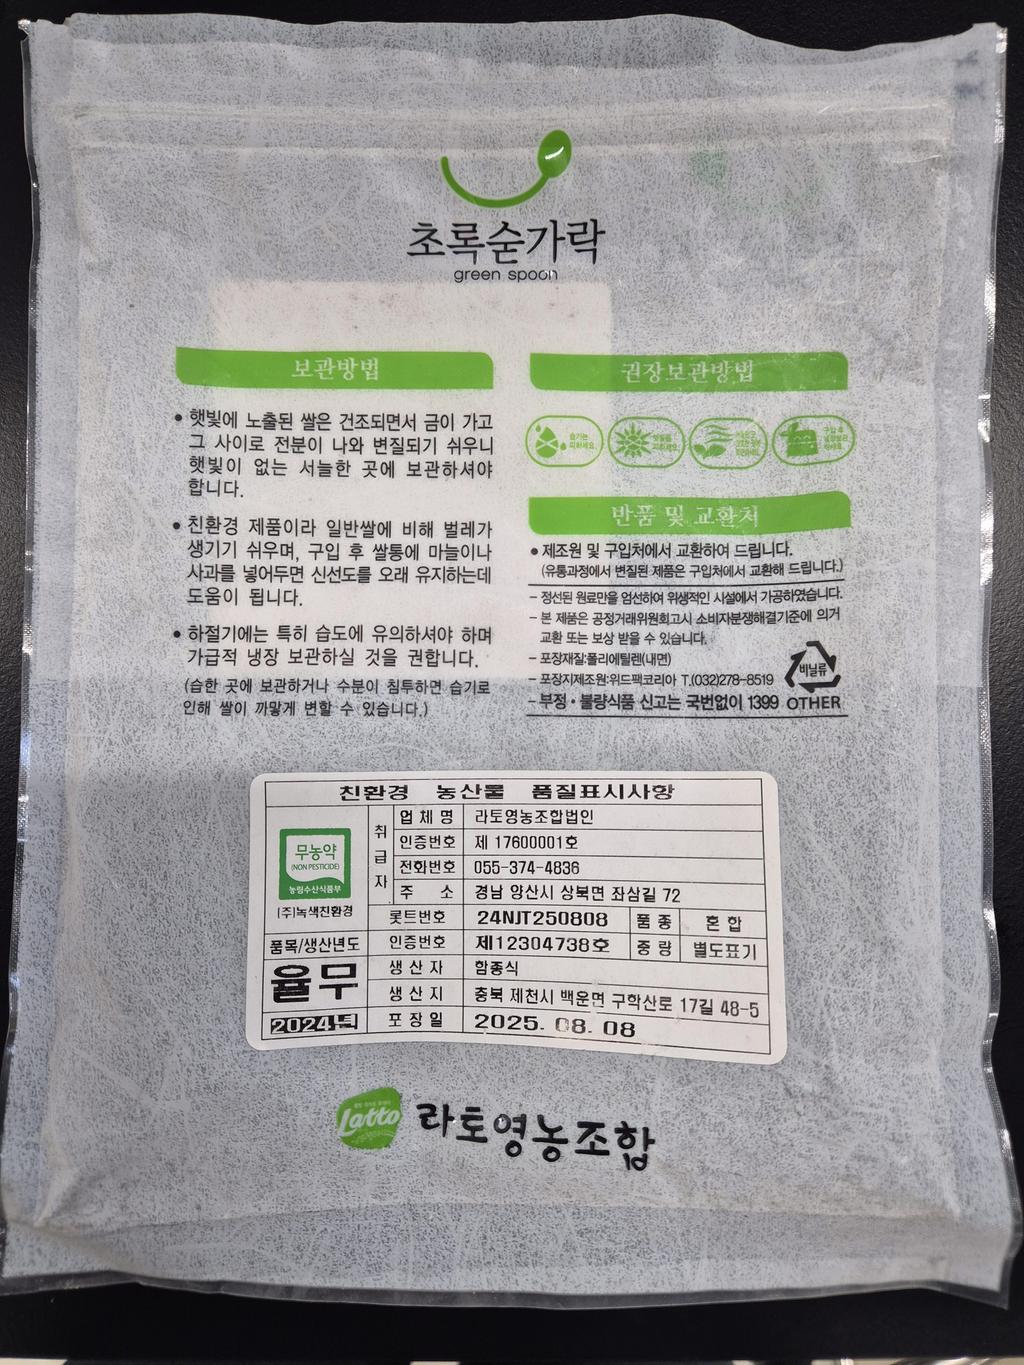 초록숟가락
green spoon
보관방법
• 햇빛에 노출된 쌀은 건조되면서 금이 가고
그 사이로 전분이 나와 변질되기 쉬우니
햇빛이 없는 서늘한 곳에 보관하셔야
합니다.
• 친환경 제품이라 일반쌀에 비해 벌레가
생기기 쉬우며, 구입 후 쌀통에 마늘이나
사과를 넣어두면 신선도를 오래 유지하는데
도움이 됩니다.
• 하절기에는 특히 습도에 유의하셔야 하며
가급적 냉장 보관하실 것을 권합니다.
(습한 곳에 보관하거나 수분이 침투하면 습기로
인해 쌀이 까맣게 변할 수 있습니다.)
권장보관방법
습기는
피하세요.
햇빛을
피하세요.
구입 후
반품 및 교환처
• 제조원 및 구입처에서 교환하여 드립니다.
(유통과정에서 변질된 제품은 구입처에서 교환해 드립니다.)
- 정선된 원료만을 엄선하여 위생적인 시설에서 가공하였습니다.
- 본 제품은 공정거래위원회고시 소비자분쟁해결기준에 의거
교환 또는 보상 받을 수 있습니다.
- 포장재질:폴리에틸렌(내면)
- 포장지제조원:위드팩코리아 T.(032)278-8519
- 부정·불량식품 신고는 국번없이 1399
비닐류
OTHER
친환경 농산물 품질표시사항
무농약
(NON PESTICIDE)
농림축산식품부
(주)녹색친환경
취급자
업체명 라토영농조합법인
인증번호 제 17600001호
전화번호 055-374-4836
주 소 경남 양산시 상북면 좌삼길 72
롯트번호 24NJT250808 품종 혼합
품목/생산년도
인증번호 제12304738호 중량 별도표기
율무
생산자 함종식
생산지 충북 제천시 백운면 구학산로 17길 48-5
2024년
포장일 2025. 08. 08
Latto
라토영농조합